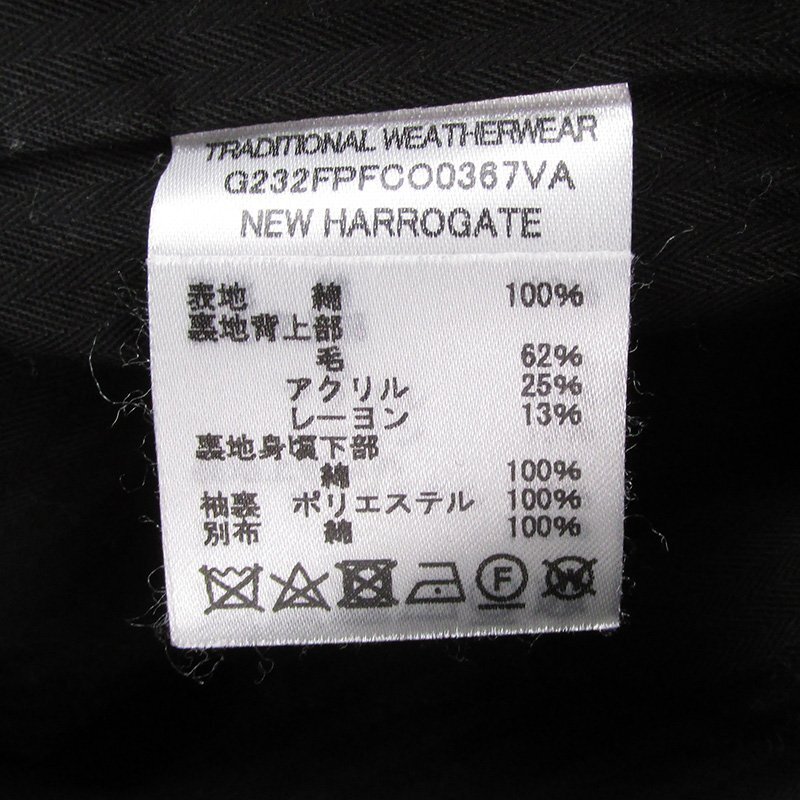 TRADITIONAL WEATHERWEAR
G232FPFCO0367VA
NEW HARROGATE
表地 綿 100%
裏地背上部
毛 62%
アクリル 25%
レーヨン 13%
裏地身頃下部
綿 100%
袖裏 ポリエステル 100%
別布 綿 100%
F W